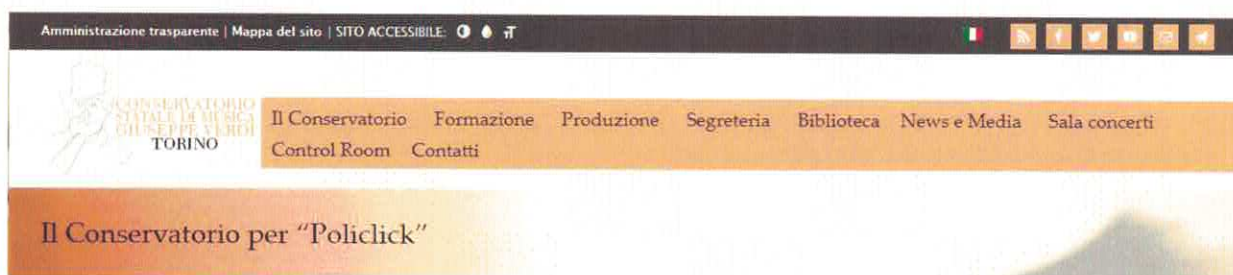 Amministrazione trasparente | Mappa del sito | SITO ACCESSIBILE:
CONSERVATORIO
STATALE DI MUSICA
GIUSEPPE VERDI
TORINO
Il Conservatorio Formazione Produzione Segreteria Biblioteca News e Media Sala concerti
Control Room Contatti
Il Conservatorio per “Policlick”